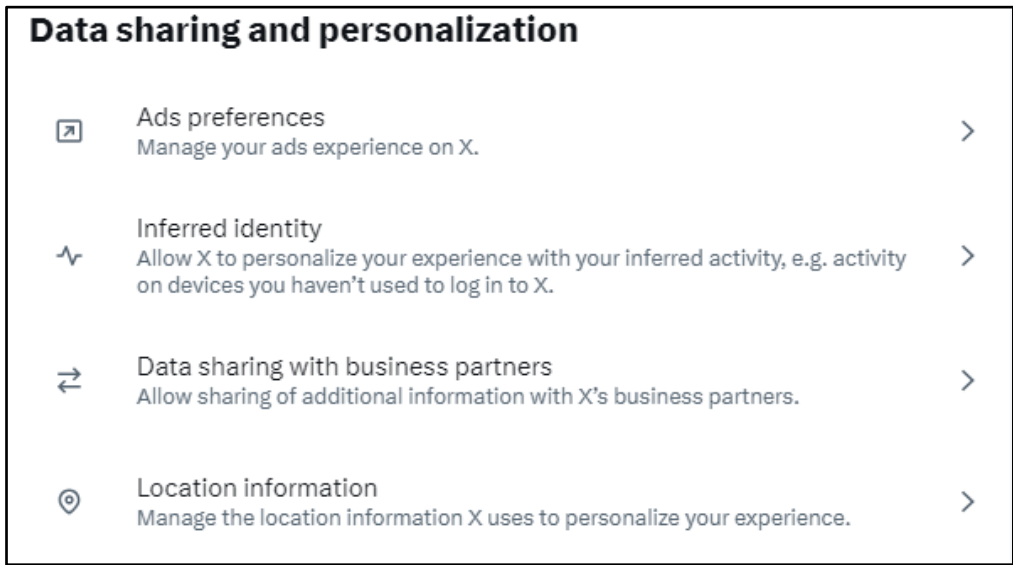 Data sharing and personalization
Ads preferences
Manage your ads experience on X.
Inferred identity
Allow X to personalize your experience with your inferred activity, e.g. activity
on devices you haven’t used to log in to X.
Data sharing with business partners
Allow sharing of additional information with X’s business partners.
Location information
Manage the location information X uses to personalize your experience.